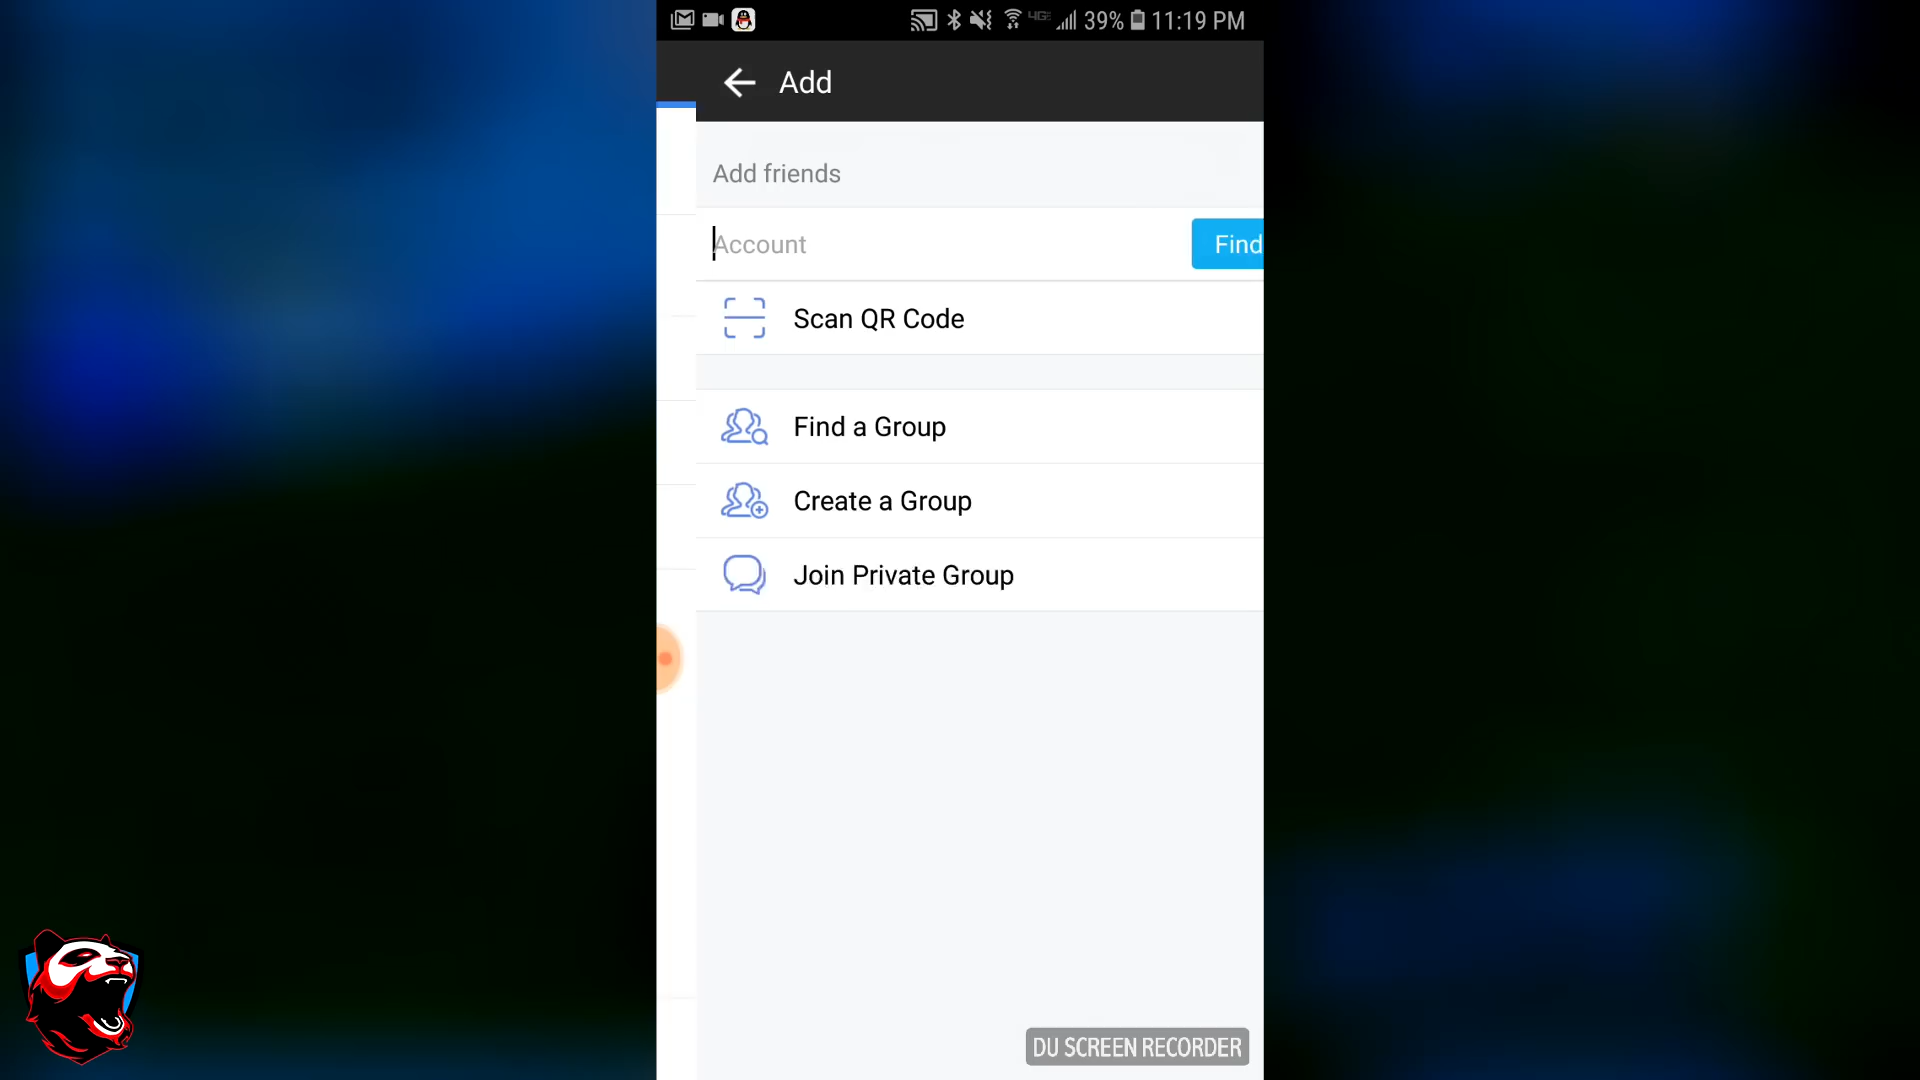 4G 39% 11:19 PM
Add
Add friends
Account
Find
Scan QR Code
Find a Group
Create a Group
Join Private Group
DU SCREEN RECORDER